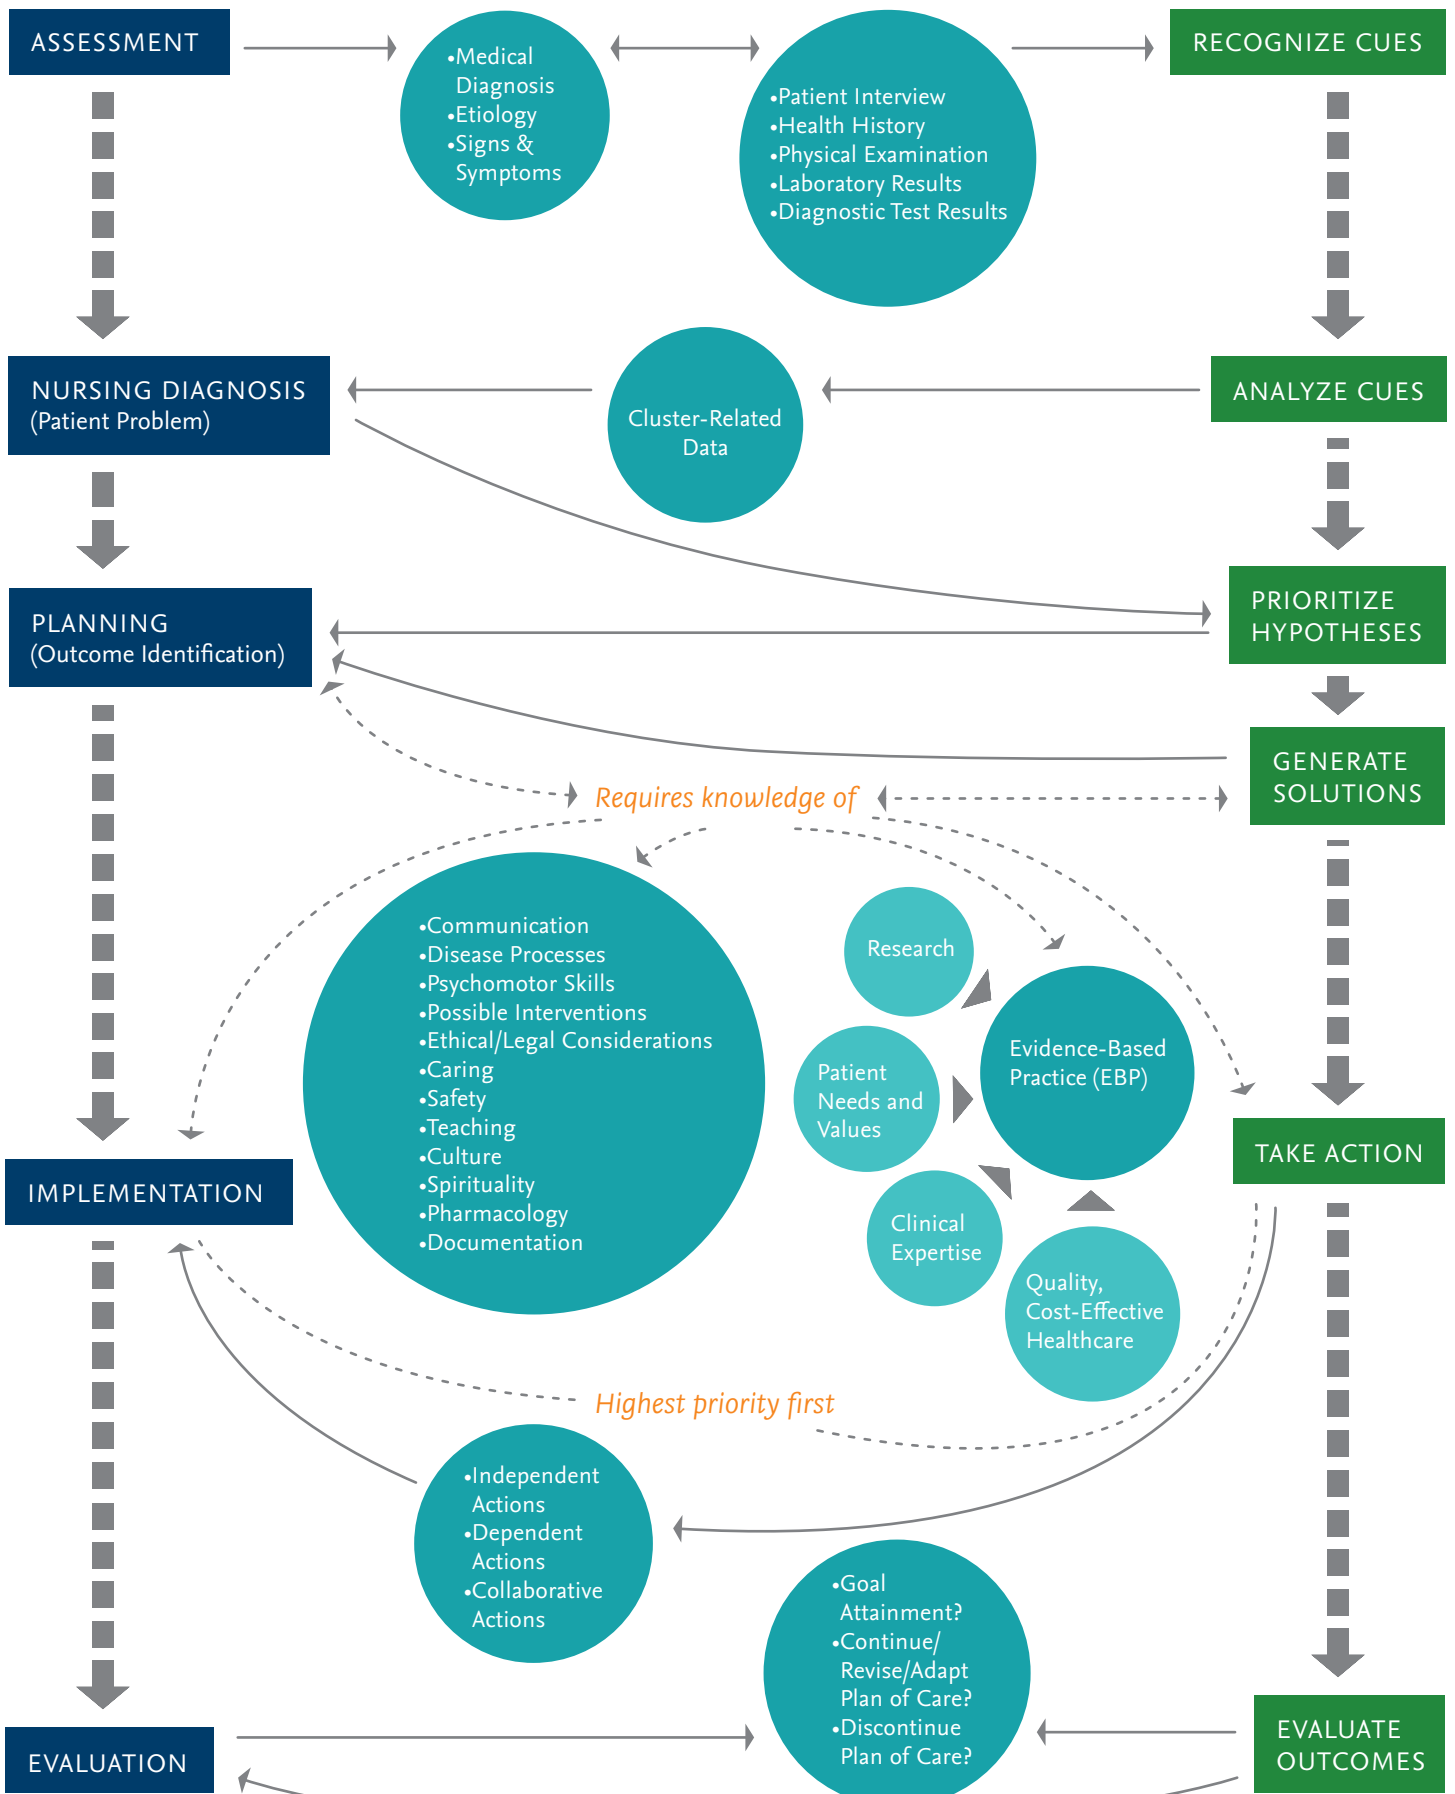 ASSESSMENT
•Medical
Diagnosis
•Etiology
•Signs &
Symptoms
•Patient Interview
•Health History
•Physical Examination
•Laboratory Results
•Diagnostic Test Results
RECOGNIZE CUES
NURSING DIAGNOSIS
(Patient Problem)
Cluster-Related
Data
ANALYZE CUES
PLANNING
(Outcome Identification)
PRIORITIZE
HYPOTHESES
GENERATE
SOLUTIONS
Requires knowledge of
•Communication
•Disease Processes
•Psychomotor Skills
•Possible Interventions
•Ethical/Legal Considerations
•Caring
•Safety
•Teaching
•Culture
•Spirituality
•Pharmacology
•Documentation
Research
Patient
Needs and
Values
Clinical
Expertise
Quality,
Cost-Effective
Healthcare
Evidence-Based
Practice (EBP)
IMPLEMENTATION
TAKE ACTION
Highest priority first
•Independent
Actions
•Dependent
Actions
•Collaborative
Actions
•Goal
Attainment?
•Continue/
Revise/Adapt
Plan of Care?
•Discontinue
Plan of Care?
EVALUATION
EVALUATE
OUTCOMES